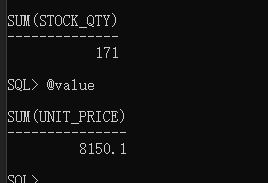 SUM(STOCK_QTY)
--------------
171
SQL> @value
SUM(UNIT_PRICE)
---------------
8150.1
SQL>